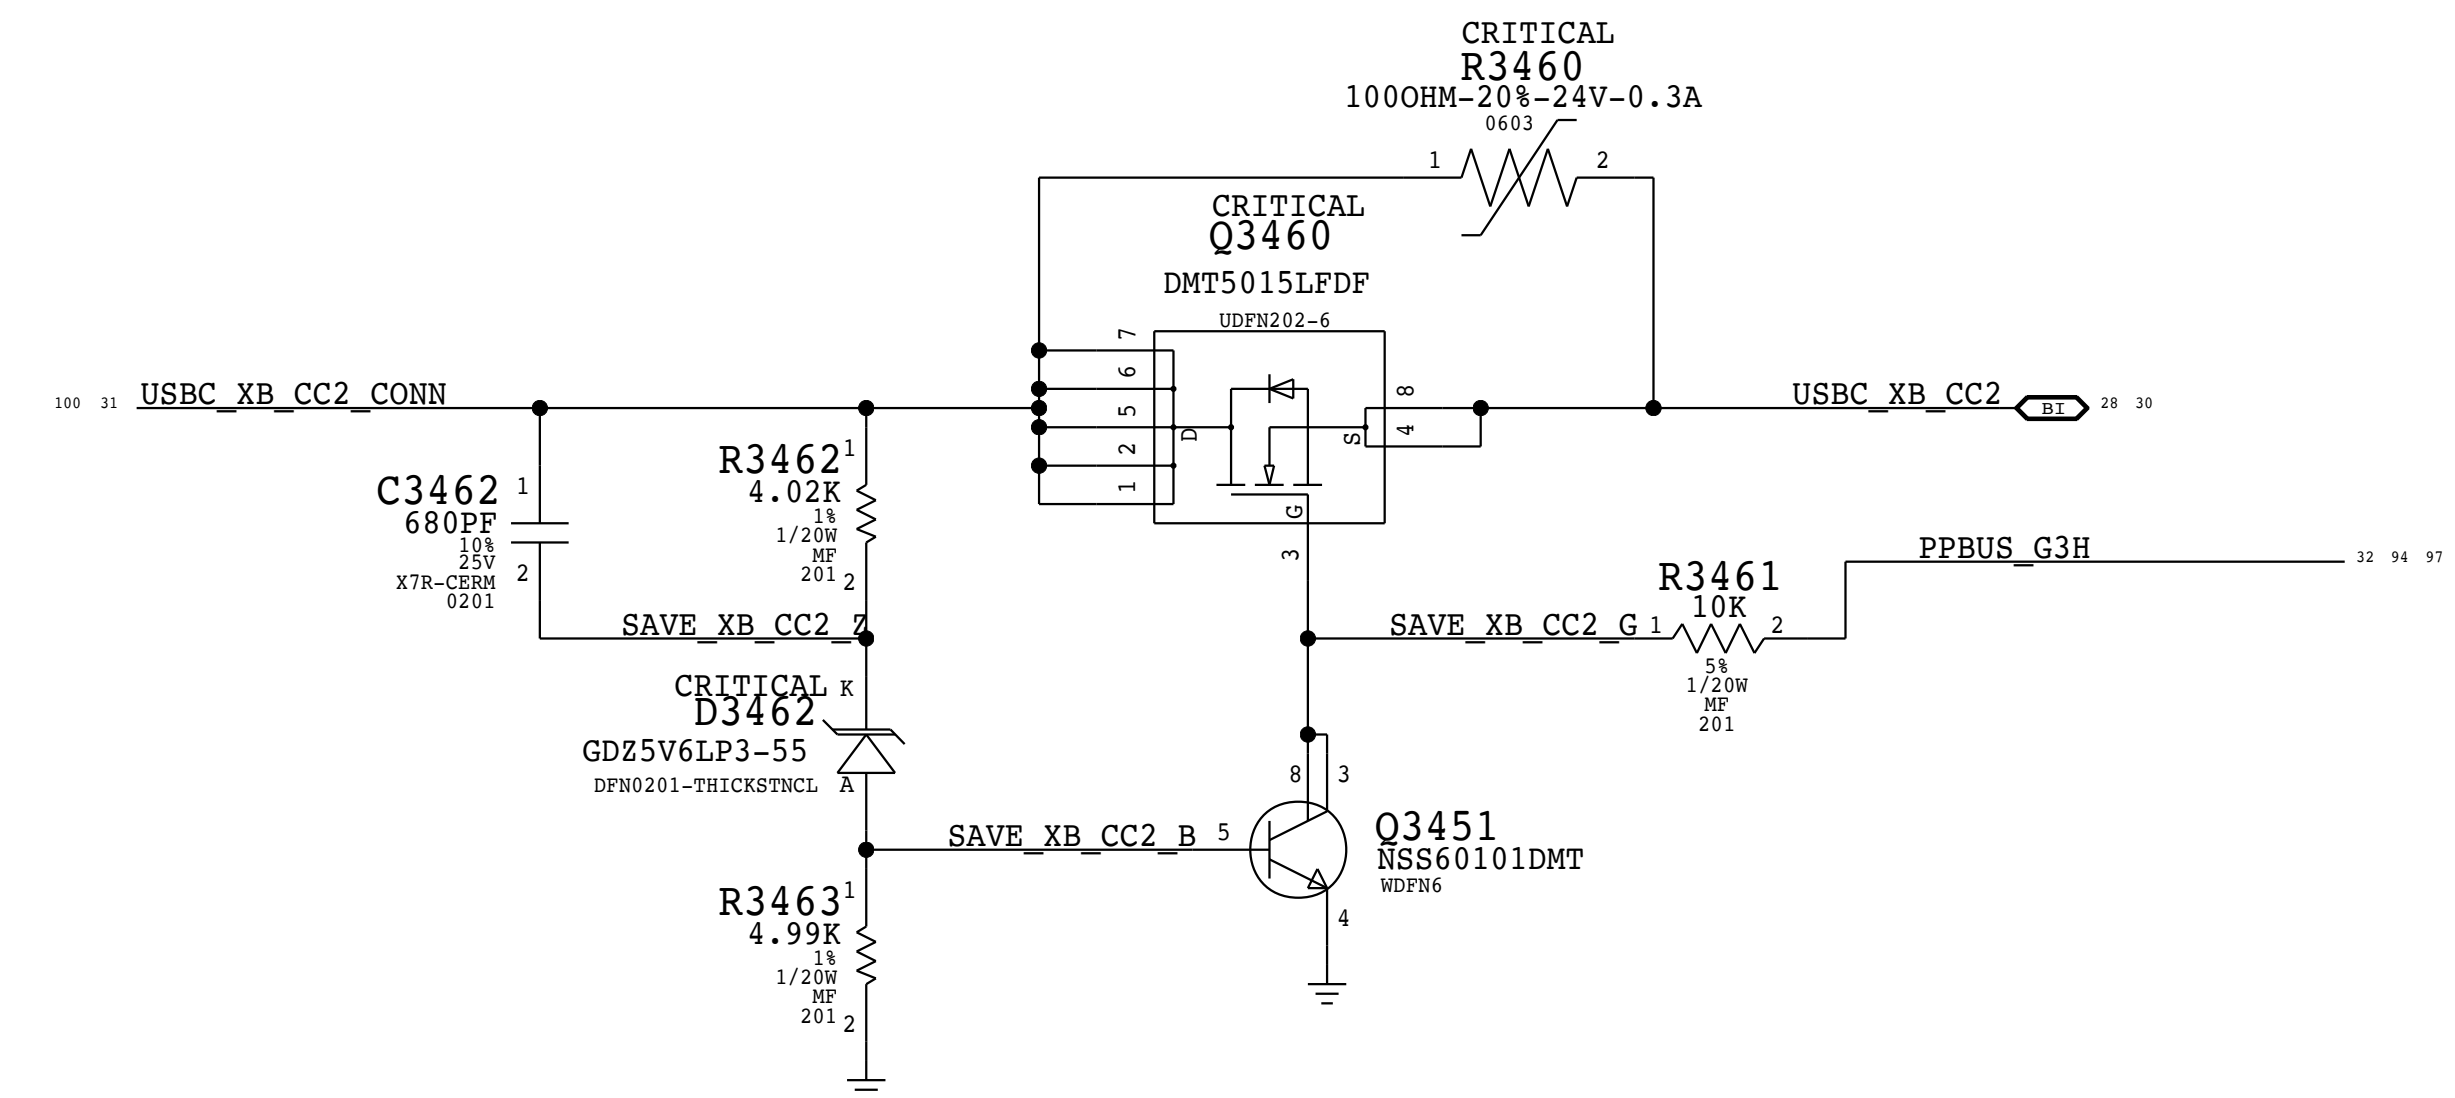 CRITICAL
R3460
100OHM-20%-24V-0.3A
0603
1
2
CRITICAL
Q3460
DMT5015LFDF
UDFN202-6
7
6
5
2
1
D
S
G
8
4
3
100 31
USBC_XB_CC2_CONN
USBC_XB_CC2
BI
28 30
C3462
680PF
10%
25V
X7R-CERM
0201
1
2
R3462
4.02K
1%
1/20W
MF
201
1
2
SAVE_XB_CC2_Z
PPBUS_G3H
32 94 97
R3461
10K
SAVE_XB_CC2_G
1
2
5%
1/20W
MF
201
CRITICAL
K
D3462
GDZ5V6LP3-55
DFN0201-THICKSTNCL
A
SAVE_XB_CC2_B
5
8
3
4
Q3451
NSS60101DMT
WDFN6
R3463
4.99K
1%
1/20W
MF
201
1
2